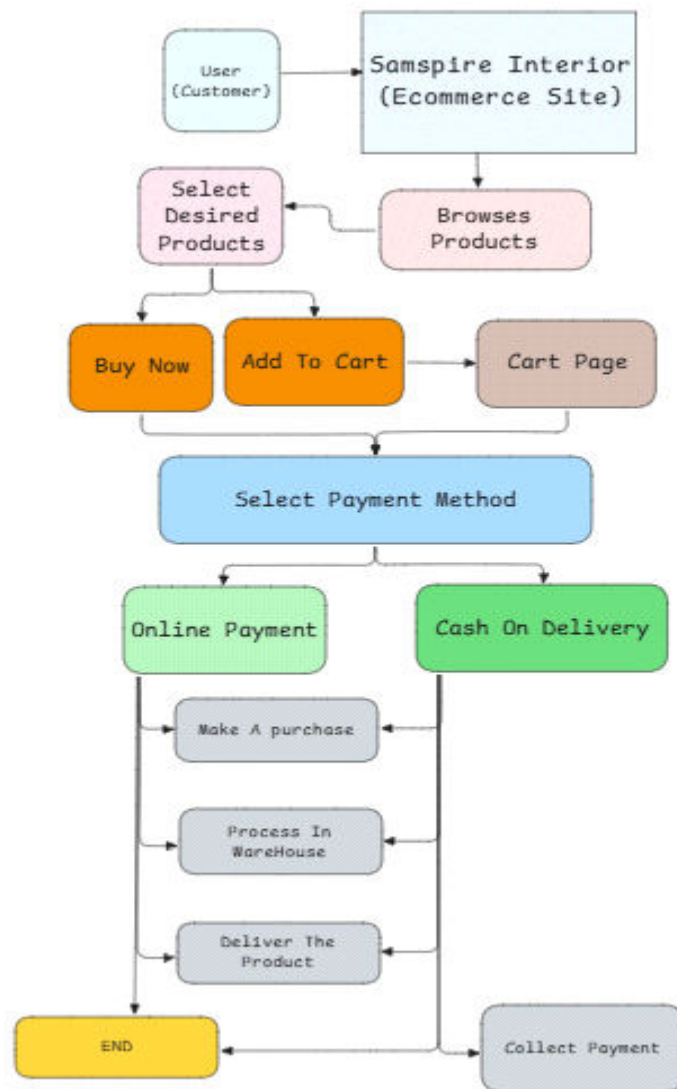 User
(Customer)
Samspire Interior
(Ecommerce Site)
Select
Desired
Products
Browses
Products
Buy Now
Add To Cart
Cart Page
Select Payment Method
Online Payment
Cash On Delivery
Make A purchase
Process In
WareHouse
Deliver The
Product
END
Collect Payment